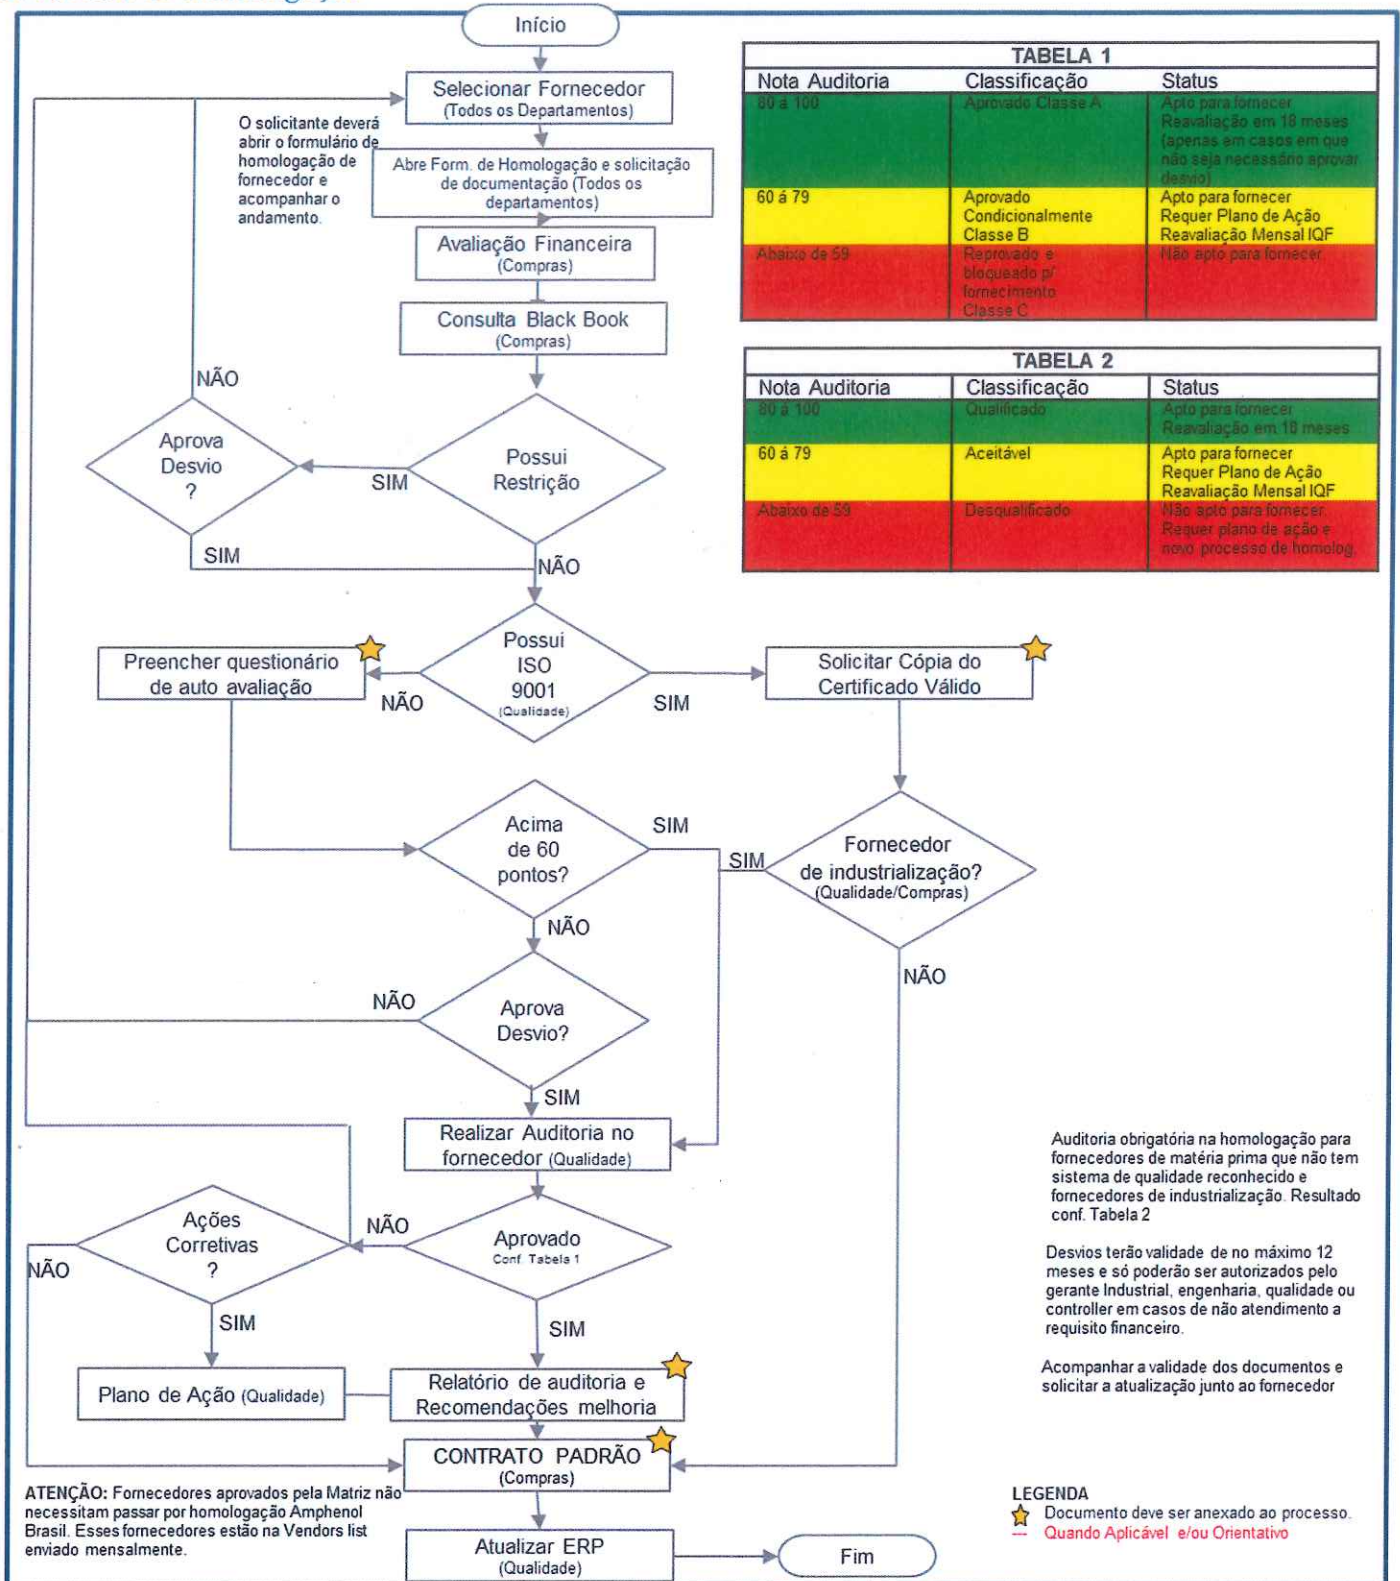 Início
Selecionar Fornecedor
(Todos os Departamentos)
O solicitante deverá
abrir o formulário de
homologação de
fornecedor e
acompanhar o
andamento.
Abre Form. de Homologação e solicitação
de documentação (Todos os
departamentos)
Avaliação Financeira
(Compras)
Consulta Black Book
(Compras)
TABELA 1
Nota Auditoria Classificação Status
80 á 100 Aprovado Classe A Apto para fornecer
Reavaliação em 18 meses
(apenas em casos em que
não seja necessário aprovar
desvio)
60 á 79 Aprovado Apto para fornecer
Condicionalmente Requer Plano de Ação
Classe B Reavaliação Mensal IQF
Abaixo de 59 Reprovado e Não apto para fornecer
bloqueado p/
fornecimento
Classe C
TABELA 2
Nota Auditoria Classificação Status
80 á 100 Qualificado Apto para fornecer
Reavaliação em 18 meses
60 á 79 Aceitável Apto para fornecer
Requer Plano de Ação
Reavaliação Mensal IQF
Abaixo de 59 Desqualificado Não apto para fornecer.
Requer plano de ação e
novo processo de homolog.
NÃO
Aprova
Desvio
?
SIM
Possui
Restrição
SIM
NÃO
Preencher questionário
de auto avaliação
NÃO
Possui
ISO
9001
(Qualidade)
SIM
Solicitar Cópia do
Certificado Válido
Acima
de 60
pontos?
SIM
SIM
Fornecedor
de industrialização?
(Qualidade/Compras)
NÃO
NÃO
NÃO
Aprova
Desvio?
SIM
Realizar Auditoria no
fornecedor (Qualidade)
Ações
Corretivas
?
NÃO
NÃO
Aprovado
Conf. Tabela 1
SIM
SIM
Plano de Ação (Qualidade)
Relatório de auditoria e
Recomendações melhoria
CONTRATO PADRÃO
(Compras)
Atualizar ERP
(Qualidade)
Fim
Auditoria obrigatória na homologação para
fornecedores de matéria prima que não tem
sistema de qualidade reconhecido e
fornecedores de industrialização. Resultado
conf. Tabela 2
Desvios terão validade de no máximo 12
meses e só poderão ser autorizados pelo
gerante Industrial, engenharia, qualidade ou
controller em casos de não atendimento a
requisito financeiro.
Acompanhar a validade dos documentos e
solicitar a atualização junto ao fornecedor
ATENÇÃO: Fornecedores aprovados pela Matriz não
necessitam passar por homologação Amphenol
Brasil. Esses fornecedores estão na Vendors list
enviado mensalmente.
LEGENDA
Documento deve ser anexado ao processo.
Quando Aplicável e/ou Orientativo